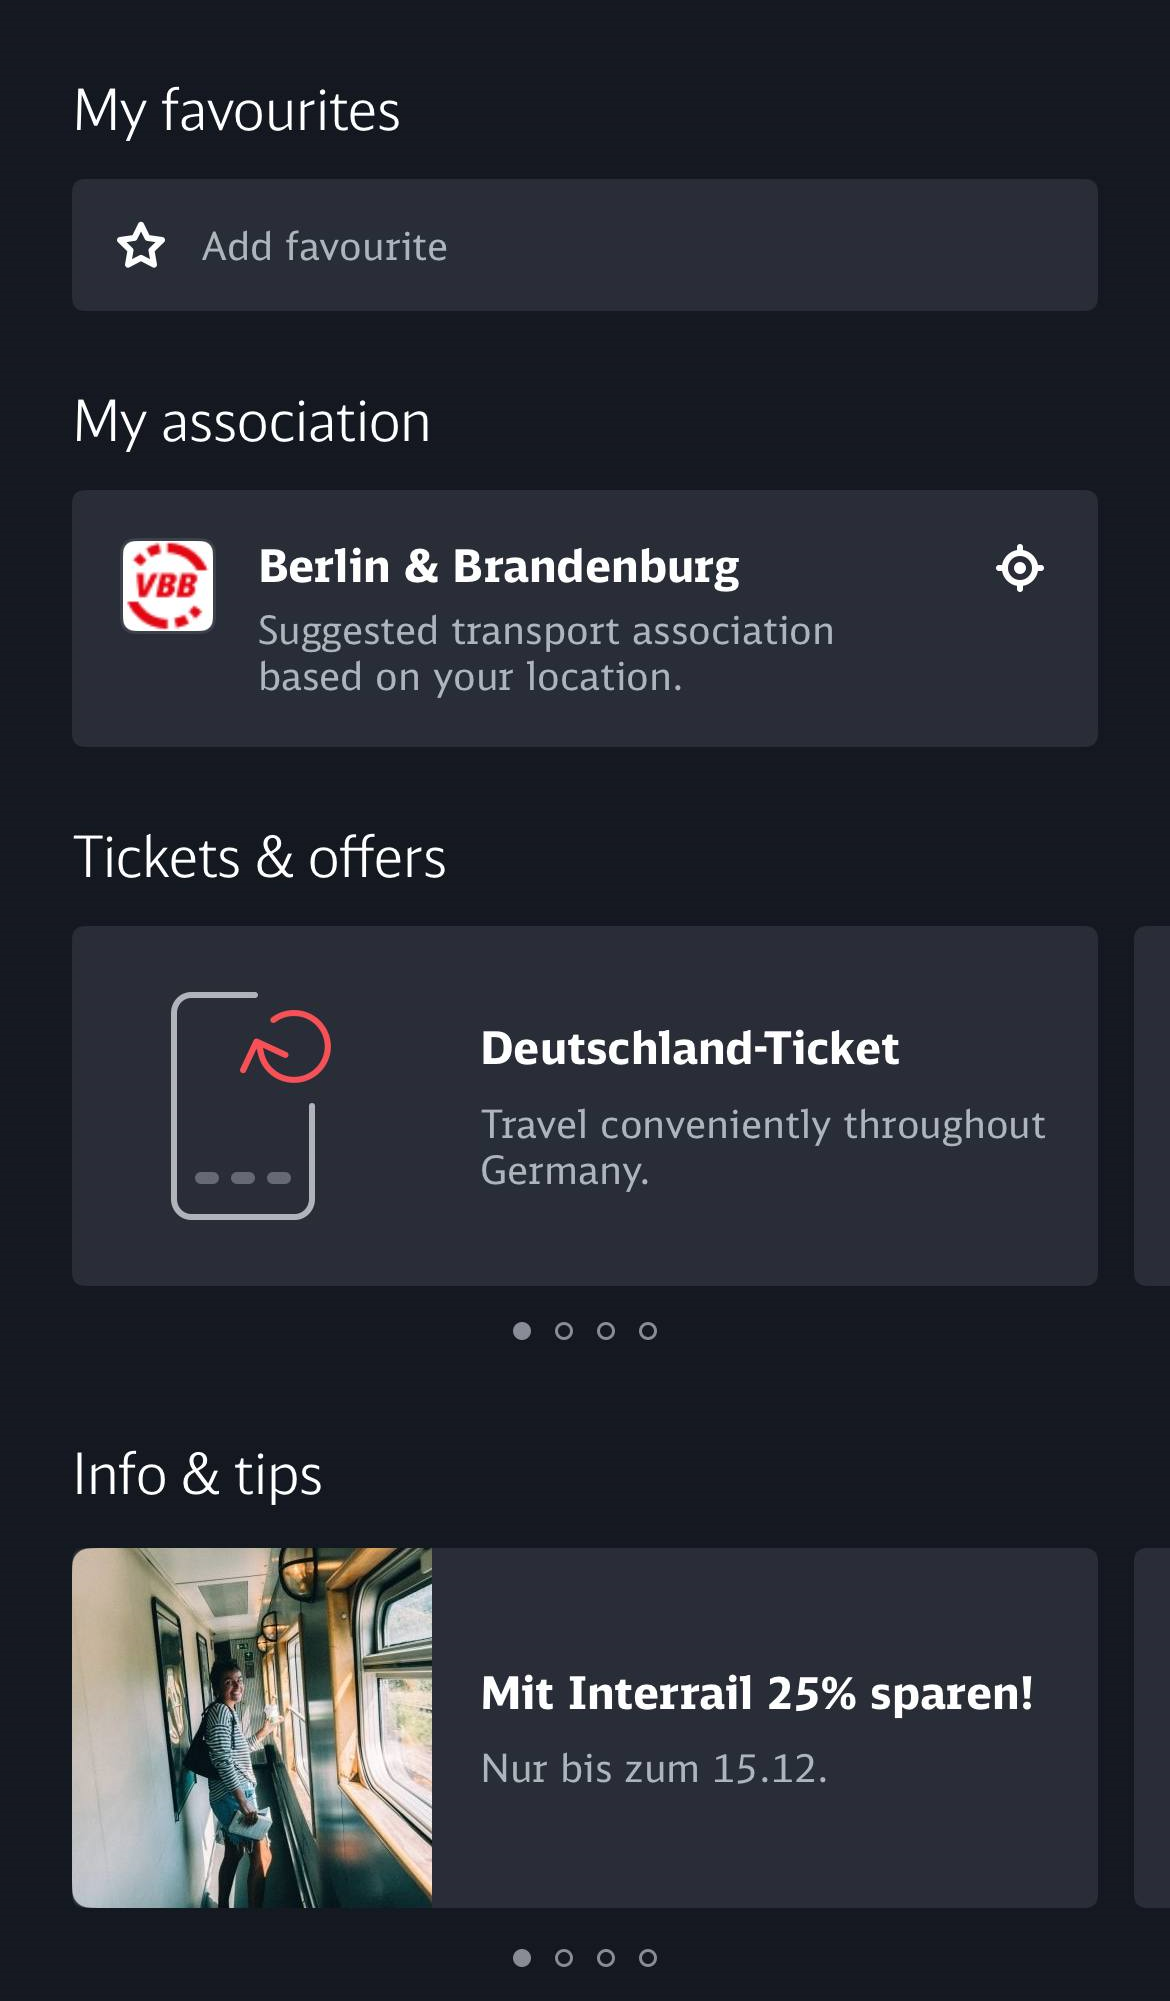 My favourites
Add favourite
My association
VBB
Berlin & Brandenburg
Suggested transport association
based on your location.
Tickets & offers
Deutschland-Ticket
Travel conveniently throughout
Germany.
Info & tips
Mit Interrail 25% sparen!
Nur bis zum 15.12.